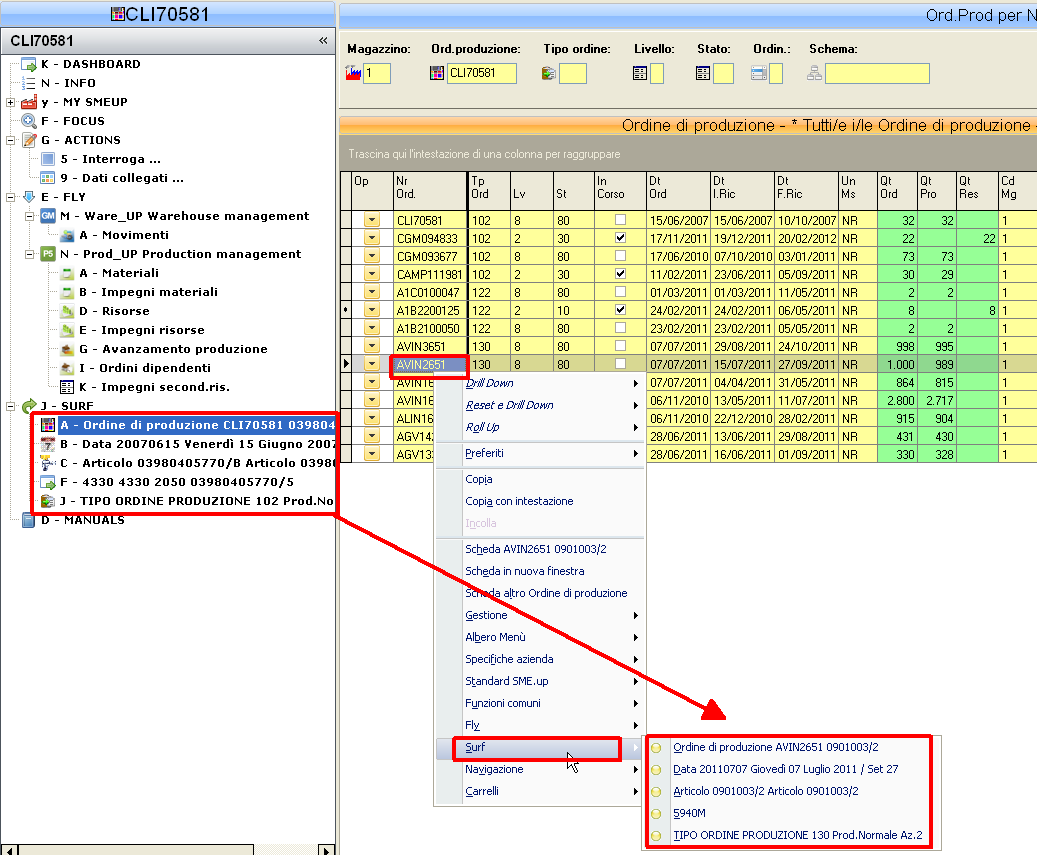 CLI70581
CLI70581 «
K - DASHBOARD
N - INFO
y - MY SMEUP
F - FOCUS
G - ACTIONS
5 - Interroga ...
9 - Dati collegati ...
E - FLY
M - Ware_UP Warehouse management
A - Movimenti
N - Prod_UP Production management
A - Materiali
B - Impegni materiali
D - Risorse
E - Impegni risorse
G - Avanzamento produzione
I - Ordini dipendenti
K - Impegni second.ris.
J - SURF
A - Ordine di produzione CLI70581 039804
B - Data 20070615 Venerdì 15 Giugno 2007
C - Articolo 03980405770/B Articolo 0398
F - 4330 4330 2050 03980405770/5
J - TIPO ORDINE PRODUZIONE 102 Prod.No
D - MANUALS
Ord.Prod per N
Magazzino: Ord.produzione: Tipo ordine: Livello: Stato: Ordin.: Schema:
1 CLI70581
Ordine di produzione - * Tutti/e i/le Ordine di produzione -
Trascina qui l'intestazione di una colonna per raggruppare
Op Nr Ord. Tp Ord Lv St In Corso Dt Ord Dt I.Ric Dt F.Ric Un Ms Qt Ord Qt Pro Qt Res Cd Mg
CLI70581 102 8 80 15/06/2007 15/06/2007 10/10/2007 NR 32 32 1
CGM094833 102 2 30 17/11/2011 19/12/2011 20/02/2012 NR 22 22 1
CGM093677 102 8 80 17/06/2010 07/10/2010 03/01/2011 NR 73 73 1
CAMP111981 102 2 30 11/02/2011 23/06/2011 05/09/2011 NR 30 29 1
A1C0100047 122 8 80 01/03/2011 01/03/2011 11/05/2011 NR 2 2 1
A1B2200125 122 2 10 24/02/2011 24/02/2011 06/05/2011 NR 8 8 1
A1B2100050 122 8 80 23/02/2011 23/02/2011 05/05/2011 NR 2 2 1
AVIN3651 130 8 80 07/07/2011 29/08/2011 24/10/2011 NR 998 995 1
AVIN2651 130 8 80 07/07/2011 15/07/2011 27/09/2011 NR 1.000 989 1
AVIN16 07/07/2011 04/04/2011 31/05/2011 NR 864 815 1
AVIN16 06/11/2010 13/05/2011 11/07/2011 NR 2.800 2.717 1
ALIN16 06/11/2010 22/12/2010 28/02/2011 NR 915 904 1
AGV142 28/06/2011 13/06/2011 29/08/2011 NR 431 430 1
AGV133 28/06/2011 16/06/2011 01/09/2011 NR 330 328 1
Drill Down
Reset e Drill Down
Roll Up
Preferiti
Copia
Copia con intestazione
Incolla
Scheda AVIN2651 0901003/2
Scheda in nuova finestra
Scheda altro Ordine di produzione
Gestione
Albero Menù
Specifiche azienda
Standard SME.up
Funzioni comuni
Fly
Surf
Navigazione
Carrelli
Ordine di produzione AVIN2651 0901003/2
Data 20110707 Giovedì 07 Luglio 2011 / Set 27
Articolo 0901003/2 Articolo 0901003/2
5940M
TIPO ORDINE PRODUZIONE 130 Prod.Normale Az.2